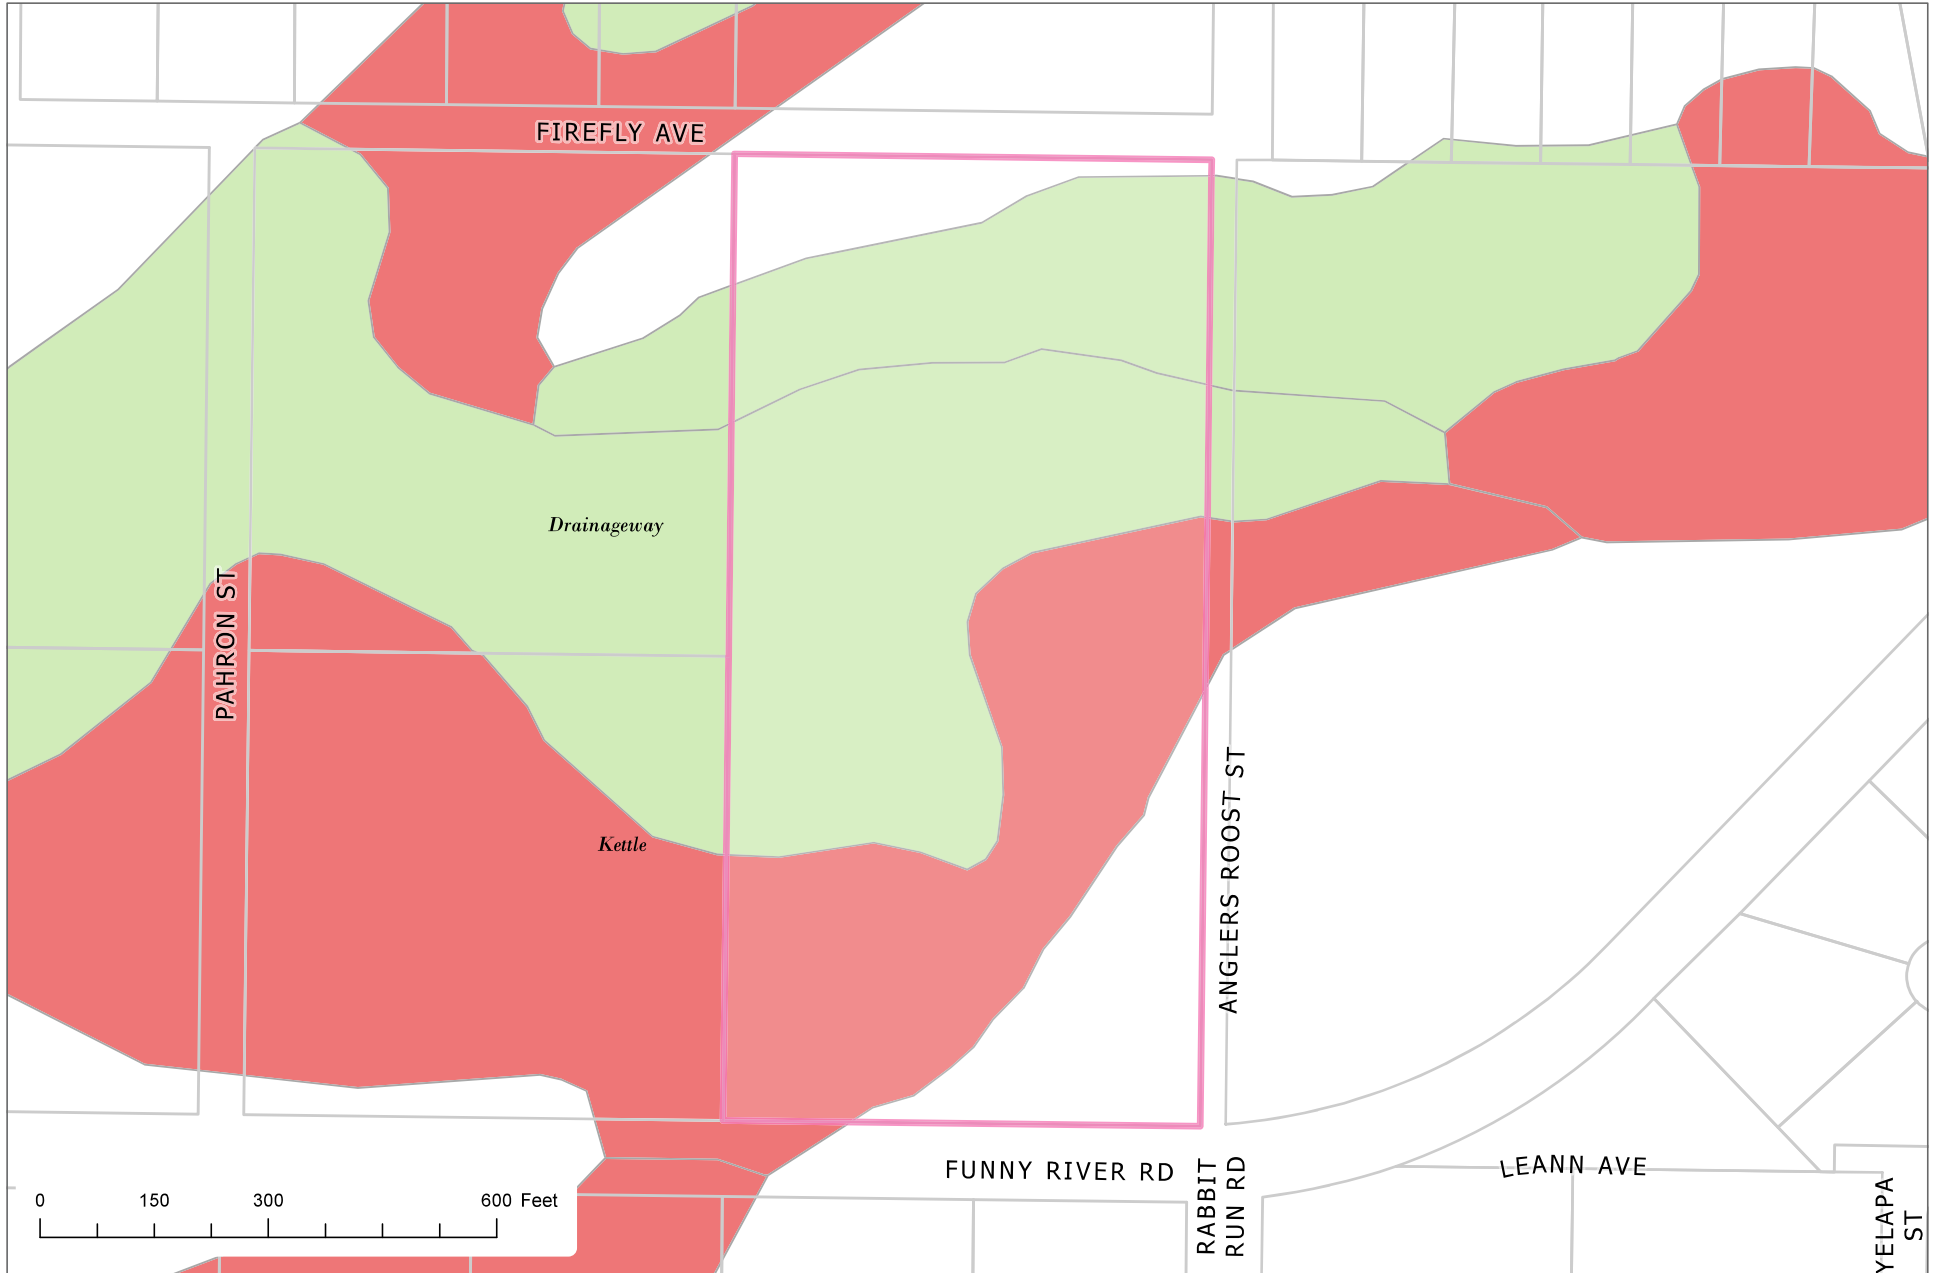 FIREFLY AVE
Drainageway
PAHRON ST
Kettle
ANGLERS ROOST ST
FUNNY RIVER RD
RABBIT
RUN RD
LEANN AVE
YELAPA
ST
0 150 300 600 Feet